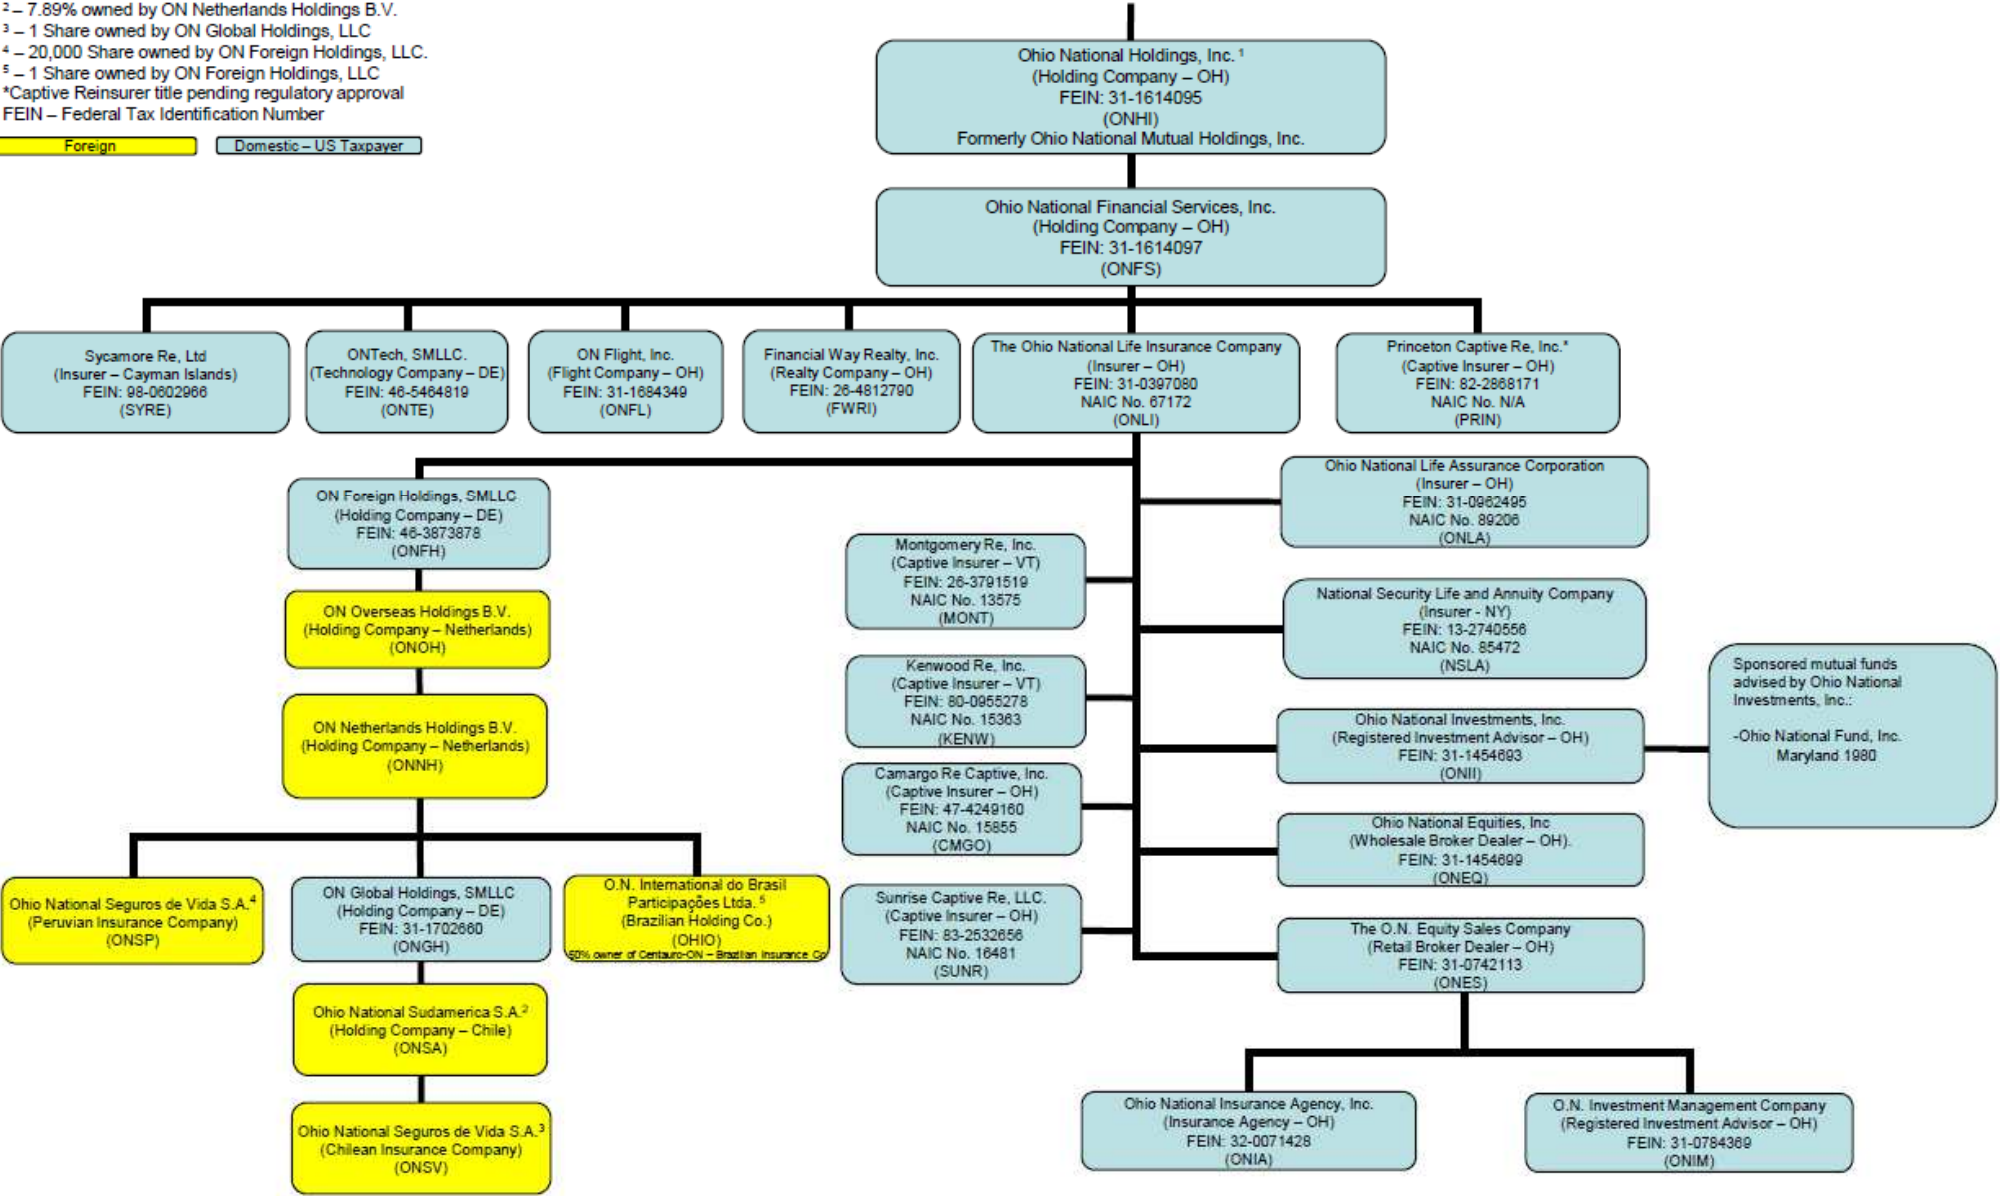 ² – 7.89% owned by ON Netherlands Holdings B.V.
³ – 1 Share owned by ON Global Holdings, LLC
⁴ – 20,000 Share owned by ON Foreign Holdings, LLC.
⁵ – 1 Share owned by ON Foreign Holdings, LLC
*Captive Reinsurer title pending regulatory approval
FEIN – Federal Tax Identification Number
Foreign
Domestic – US Taxpayer
Ohio National Holdings, Inc. ¹
(Holding Company – OH)
FEIN: 31-1614095
(ONHI)
Formerly Ohio National Mutual Holdings, Inc.
Ohio National Financial Services, Inc.
(Holding Company – OH)
FEIN: 31-1614097
(ONFS)
Sycamore Re, Ltd
(Insurer – Cayman Islands)
FEIN: 98-0602966
(SYRE)
ONTech, SMLLC.
(Technology Company – DE)
FEIN: 46-5464819
(ONTE)
ON Flight, Inc.
(Flight Company – OH)
FEIN: 31-1684349
(ONFL)
Financial Way Realty, Inc.
(Realty Company – OH)
FEIN: 26-4812790
(FWRI)
The Ohio National Life Insurance Company
(Insurer – OH)
FEIN: 31-0397080
NAIC No. 67172
(ONLI)
Princeton Captive Re, Inc.*
(Captive Insurer – OH)
FEIN: 82-2868171
NAIC No. N/A
(PRIN)
ON Foreign Holdings, SMLLC
(Holding Company – DE)
FEIN: 46-3873878
(ONFH)
ON Overseas Holdings B.V.
(Holding Company – Netherlands)
(ONOH)
ON Netherlands Holdings B.V.
(Holding Company – Netherlands)
(ONNH)
Ohio National Seguros de Vida S.A.⁴
(Peruvian Insurance Company)
(ONSP)
ON Global Holdings, SMLLC
(Holding Company – DE)
FEIN: 31-1702660
(ONGH)
O.N. International do Brasil
Participações Ltda. ⁵
(Brazilian Holding Co.)
(OHIO)
50% owner of Centauro-ON – Brazilian Insurance Co
Ohio National Sudamerica S.A.²
(Holding Company – Chile)
(ONSA)
Ohio National Seguros de Vida S.A.³
(Chilean Insurance Company)
(ONSV)
Montgomery Re, Inc.
(Captive Insurer – VT)
FEIN: 26-3791519
NAIC No. 13575
(MONT)
Kenwood Re, Inc.
(Captive Insurer – VT)
FEIN: 80-0955278
NAIC No. 15363
(KENW)
Camargo Re Captive, Inc.
(Captive Insurer – OH)
FEIN: 47-4249160
NAIC No. 15855
(CMGO)
Sunrise Captive Re, LLC.
(Captive Insurer – OH)
FEIN: 83-2532656
NAIC No. 16481
(SUNR)
Ohio National Life Assurance Corporation
(Insurer – OH)
FEIN: 31-0962495
NAIC No. 89206
(ONLA)
National Security Life and Annuity Company
(Insurer - NY)
FEIN: 13-2740556
NAIC No. 85472
(NSLA)
Ohio National Investments, Inc.
(Registered Investment Advisor – OH)
FEIN: 31-1454693
(ONII)
Sponsored mutual funds
advised by Ohio National
Investments, Inc.:
-Ohio National Fund, Inc.
Maryland 1980
Ohio National Equities, Inc
(Wholesale Broker Dealer – OH).
FEIN: 31-1454699
(ONEQ)
The O.N. Equity Sales Company
(Retail Broker Dealer – OH)
FEIN: 31-0742113
(ONES)
Ohio National Insurance Agency, Inc.
(Insurance Agency – OH)
FEIN: 32-0071428
(ONIA)
O.N. Investment Management Company
(Registered Investment Advisor – OH)
FEIN: 31-0784369
(ONIM)